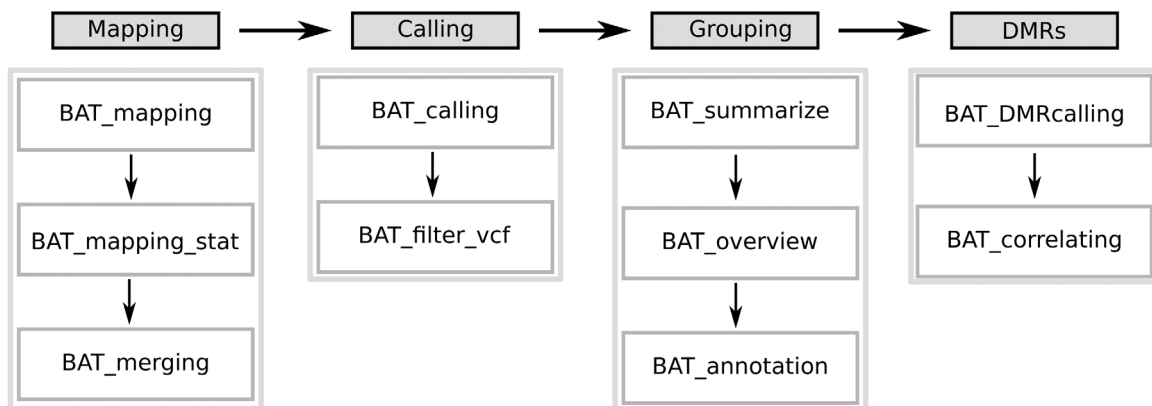 Mapping
Calling
Grouping
DMRs
BAT_mapping
BAT_mapping_stat
BAT_merging
BAT_calling
BAT_filter_vcf
BAT_summarize
BAT_overview
BAT_annotation
BAT_DMRcalling
BAT_correlating